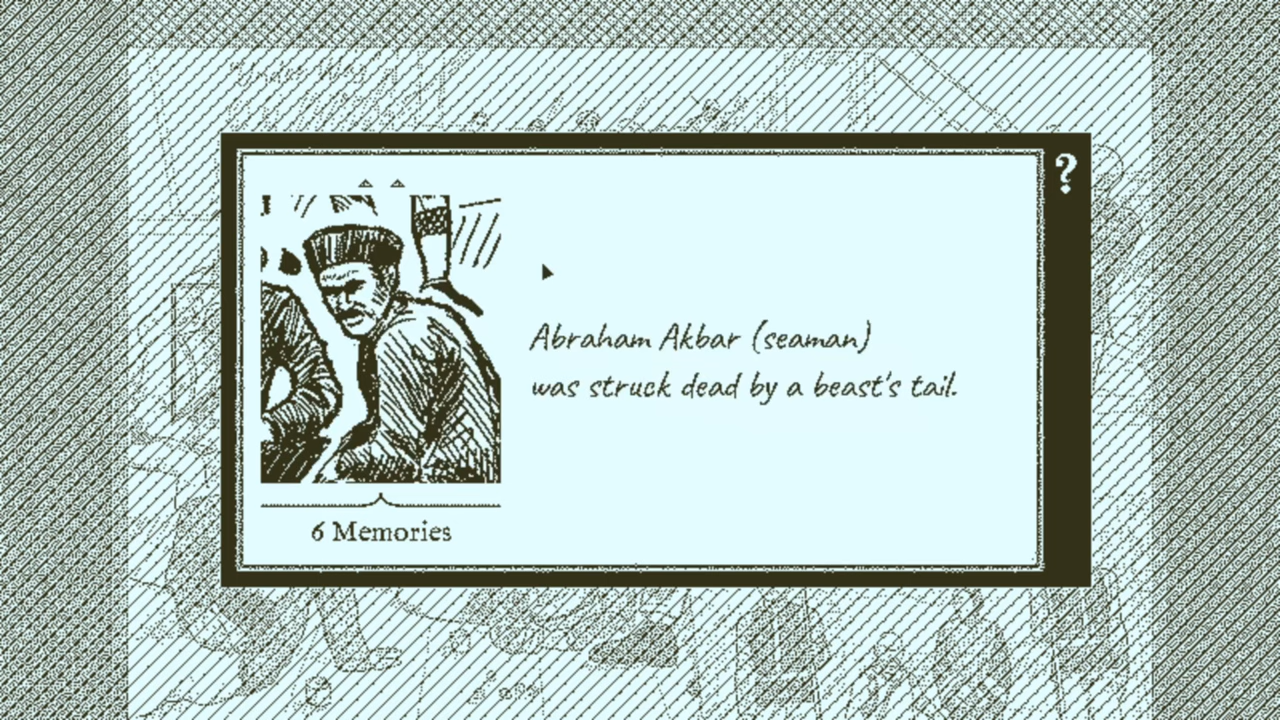 ?
Abraham Akbar (seaman)
was struck dead by a beast's tail.
6 Memories